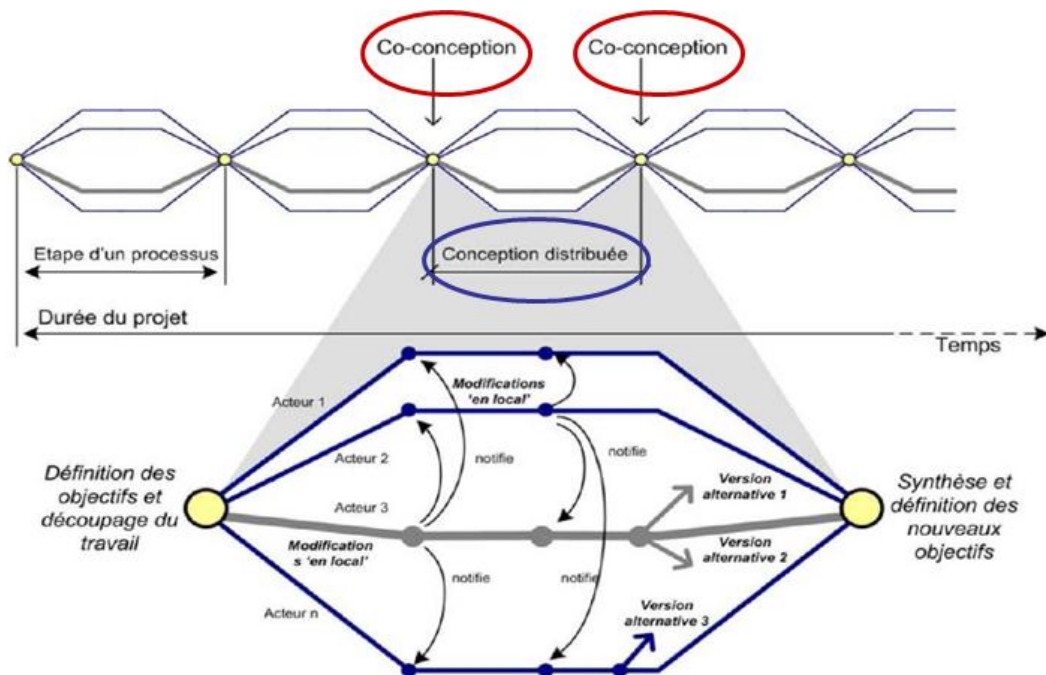 Co-conception
Co-conception
Etape d'un processus
Conception distribuée
Durée du projet
Temps
Acteur 1
Modifications
'en local'
Acteur 2
notifie
notifie
Définition des
objectifs et
découpage du
travail
Acteur 3
Version
alternative 1
Synthèse et
définition des
nouveaux
objectifs
Modification
s 'en local'
Version
alternative 2
notifie
notifie
Acteur n
Version
alternative 3